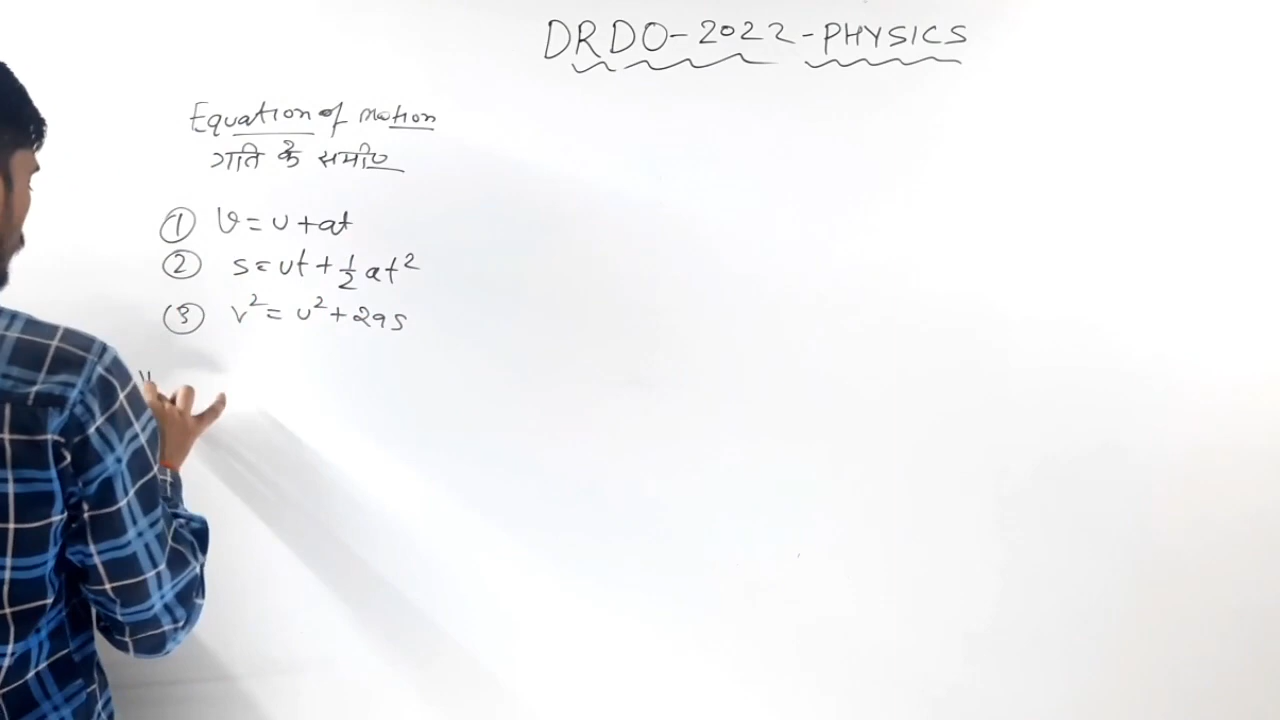 DRDO-2022-PHYSICS
Equation of motion
गति के समी०
① v = u + at
② s = ut + 1/2 at²
③ v² = u² + 2as